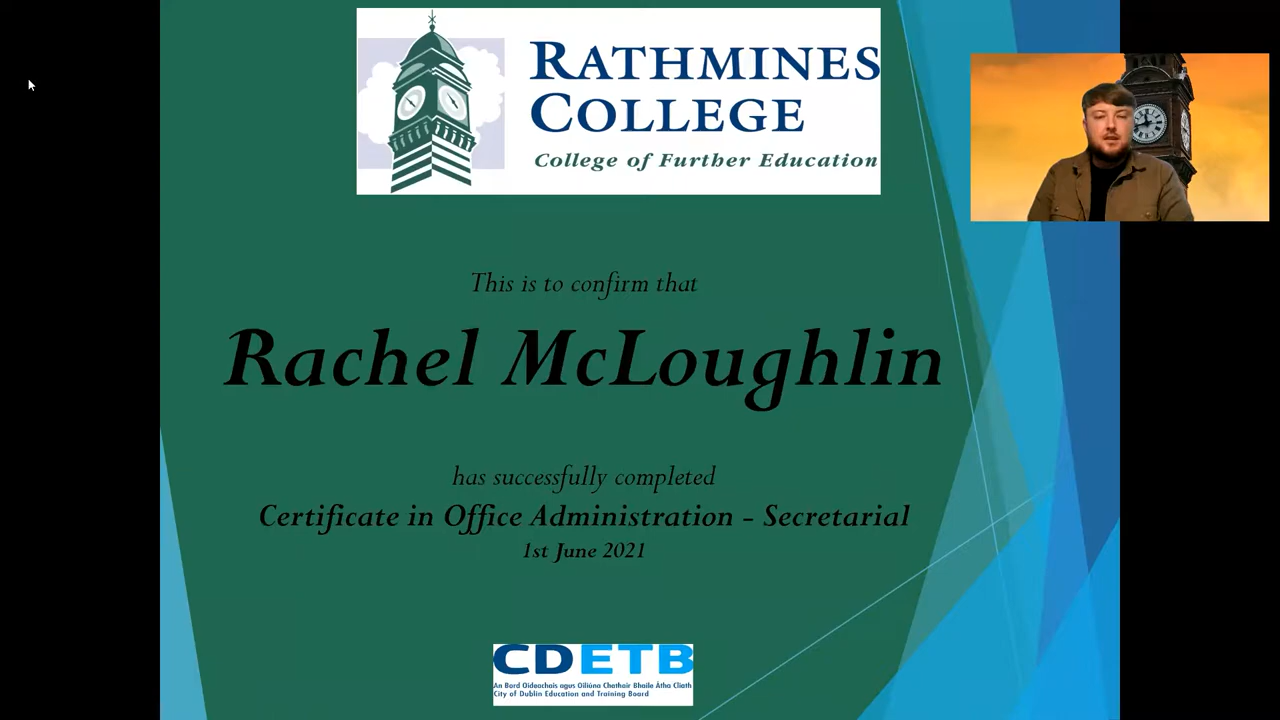 RATHMINES
COLLEGE
College of Further Education
This is to confirm that
Rachel McLoughlin
has successfully completed
Certificate in Office Administration - Secretarial
1st June 2021
CDETB
An Bord Oideachais agus Oiliúna Chathair Bhaile Átha Cliath
City of Dublin Education and Training Board